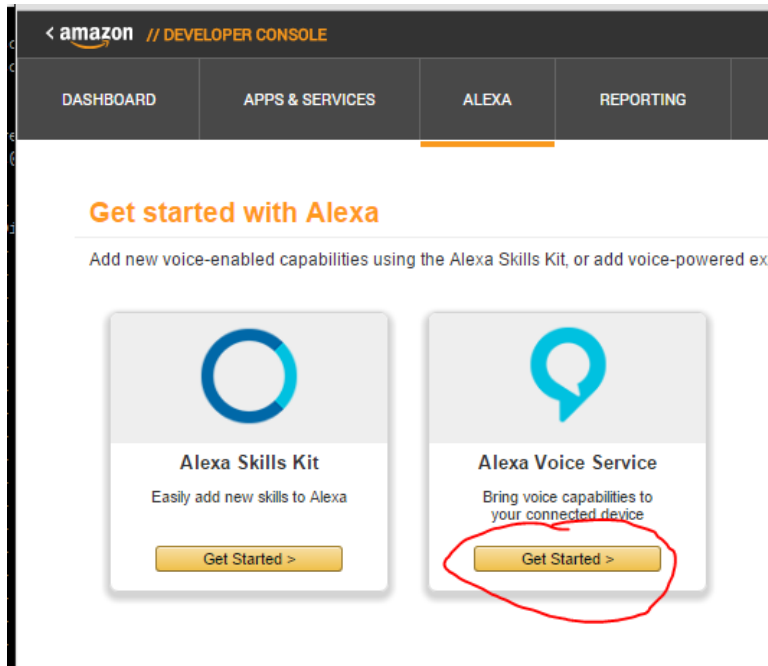 < amazon // DEVELOPER CONSOLE
DASHBOARD APPS & SERVICES ALEXA REPORTING
Get started with Alexa
Add new voice-enabled capabilities using the Alexa Skills Kit, or add voice-powered ex
Alexa Skills Kit
Easily add new skills to Alexa
Get Started >
Alexa Voice Service
Bring voice capabilities to
your connected device
Get Started >